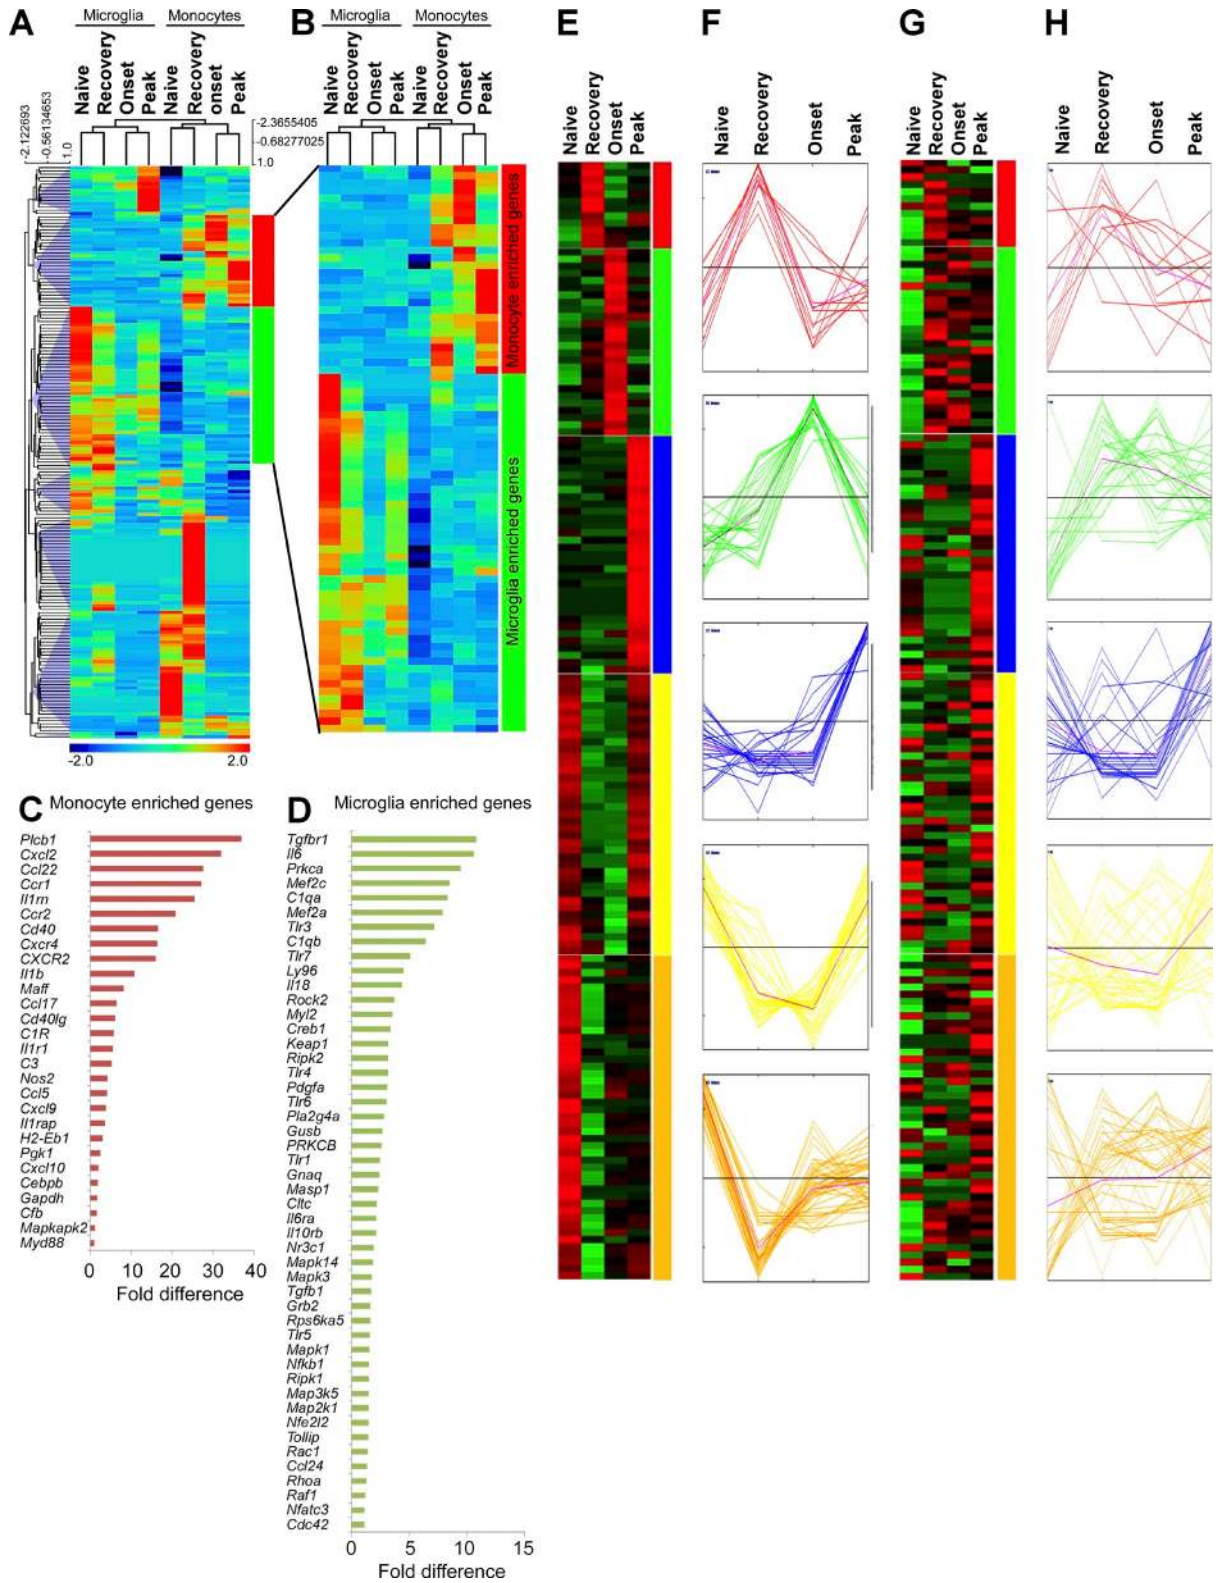 A
Microglia
Monocytes
Naive
Recovery
Onset
Peak
Naive
Recovery
onset
Peak
-2.122693
-0.56134653
1.0
-2.3655405
-0.68277025
1.0
-2.0
2.0
B
Microglia
Monocytes
Naive
Recovery
Onset
Peak
Naive
Recovery
Onset
Peak
Monocyte enriched genes
Microglia enriched genes
C
Monocyte enriched genes
Plcb1
Cxcl2
Ccl22
Ccr1
Il1rn
Ccr2
Cd40
Cxcr4
CXCR2
Il1b
Maff
Ccl17
Cd40lg
C1R
Il1r1
C3
Nos2
Ccl5
Cxcl9
Il1rap
H2-Eb1
Pgk1
Cxcl10
Cebpb
Gapdh
Cfb
Mapkapk2
Myd88
0 10 20 30 40
Fold difference
D
Microglia enriched genes
Tgfbr1
Il6
Prkca
Mef2c
C1qa
Mef2a
Tlr3
C1qb
Tlr7
Ly96
Il18
Rock2
Myl2
Creb1
Keap1
Ripk2
Tlr4
Pdgfa
Tlr6
Pla2g4a
Gusb
PRKCB
Tlr1
Gnaq
Masp1
Cltc
Il6ra
Il10rb
Nr3c1
Mapk14
Mapk3
Tgfb1
Grb2
Rps6ka5
Tlr5
Mapk1
Nfkb1
Ripk1
Map3k5
Map2k1
Nfe2l2
Tollip
Rac1
Ccl24
Rhoa
Raf1
Nfatc3
Cdc42
0 5 10 15
Fold difference
E
Naive
Recovery
Onset
Peak
F
Naive
Recovery
Onset
Peak
G
Naive
Recovery
Onset
Peak
H
Naive
Recovery
Onset
Peak